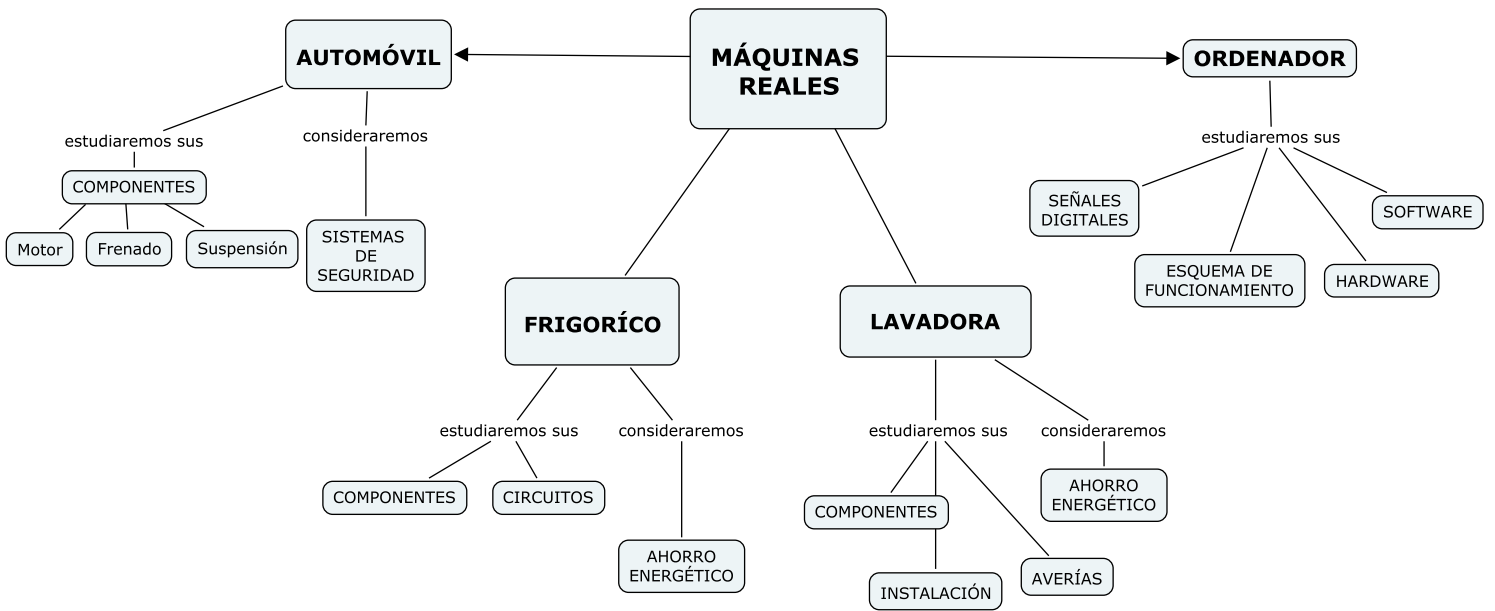 MÁQUINAS
REALES
AUTOMÓVIL
estudiaremos sus
COMPONENTES
Motor
Frenado
Suspensión
consideraremos
SISTEMAS
DE
SEGURIDAD
FRIGORÍCO
estudiaremos sus
COMPONENTES
CIRCUITOS
consideraremos
AHORRO
ENERGÉTICO
LAVADORA
estudiaremos sus
COMPONENTES
INSTALACIÓN
AVERÍAS
consideraremos
AHORRO
ENERGÉTICO
ORDENADOR
estudiaremos sus
SEÑALES
DIGITALES
ESQUEMA DE
FUNCIONAMIENTO
HARDWARE
SOFTWARE